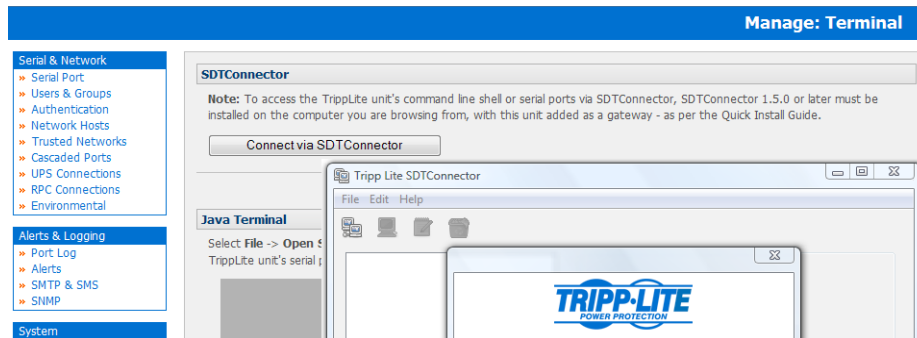 Manage: Terminal
Serial & Network
» Serial Port
» Users & Groups
» Authentication
» Network Hosts
» Trusted Networks
» Cascaded Ports
» UPS Connections
» RPC Connections
» Environmental
Alerts & Logging
» Port Log
» Alerts
» SMTP & SMS
» SNMP
System
SDTConnector
Note: To access the TrippLite unit's command line shell or serial ports via SDTConnector, SDTConnector 1.5.0 or later must be
installed on the computer you are browsing from, with this unit added as a gateway - as per the Quick Install Guide.
Connect via SDTConnector
Java Terminal
Select File -> Open
TrippLite unit's serial
Tripp Lite SDTConnector
File Edit Help
TRIPP·LITE
POWER PROTECTION